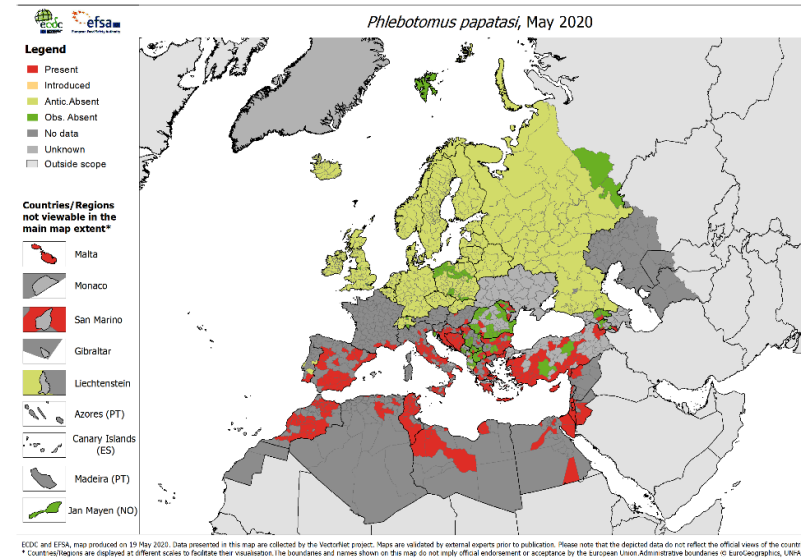 ecdc
efsa
European Food Safety Authority
Phlebotomus papatasi, May 2020
Legend
Present
Introduced
Antic.Absent
Obs. Absent
No data
Unknown
Outside scope
Countries/Regions
not viewable in the
main map extent*
Malta
Monaco
San Marino
Gibraltar
Liechtenstein
Azores (PT)
Canary Islands
(ES)
Madeira (PT)
Jan Mayen (NO)
ECDC and EFSA, map produced on 19 May 2020. Data presented in this map are collected by the VectorNet project. Maps are validated by external experts prior to publication. Please note that the depicted data do not reflect the official views of the countr
* Countries/Regions are displayed at different scales to facilitate their visualisation. The boundaries and names shown on this map do not imply official endorsement or acceptance by the European Union. Administrative boundaries © EuroGeographics, UNFA